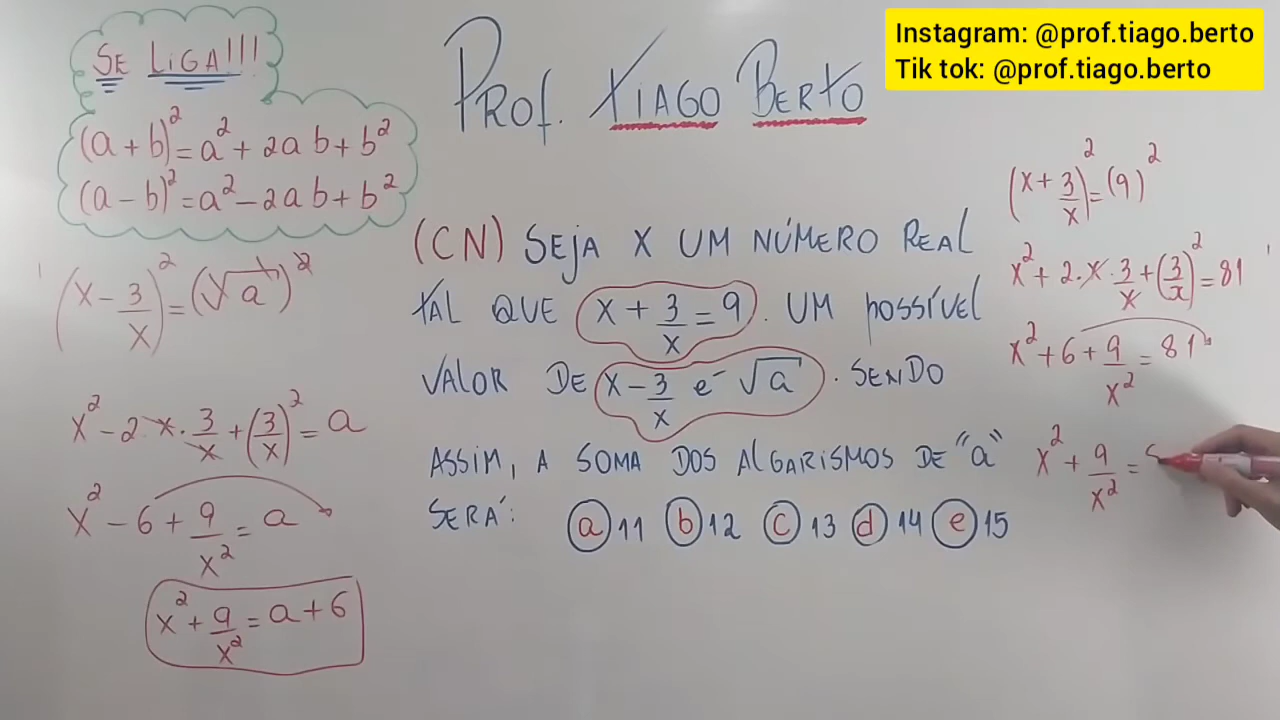 Instagram: @prof.tiago.berto
Tik tok: @prof.tiago.berto
SE LIGA!!!
(a + b)² = a² + 2ab + b²
(a - b)² = a² - 2ab + b²
PROF. TIAGO BERTO
(x - 3/x)² = (√a)²
x² - 2·x·3/x + (3/x)² = a
x² - 6 + 9/x² = a
x² + 9/x² = a + 6
(CN) SEJA X UM NÚMERO REAL
TAL QUE x + 3/x = 9. UM POSSÍVEL
VALOR DE x - 3/x é √a. SENDO
ASSIM, A SOMA DOS ALGARISMOS DE "a"
SERÁ:
a 11 b 12 c 13 d 14 e 15
(x + 3/x)² = (9)²
x² + 2·x·3/x + (3/x)² = 81
x² + 6 + 9/x² = 81
x² + 9/x² =